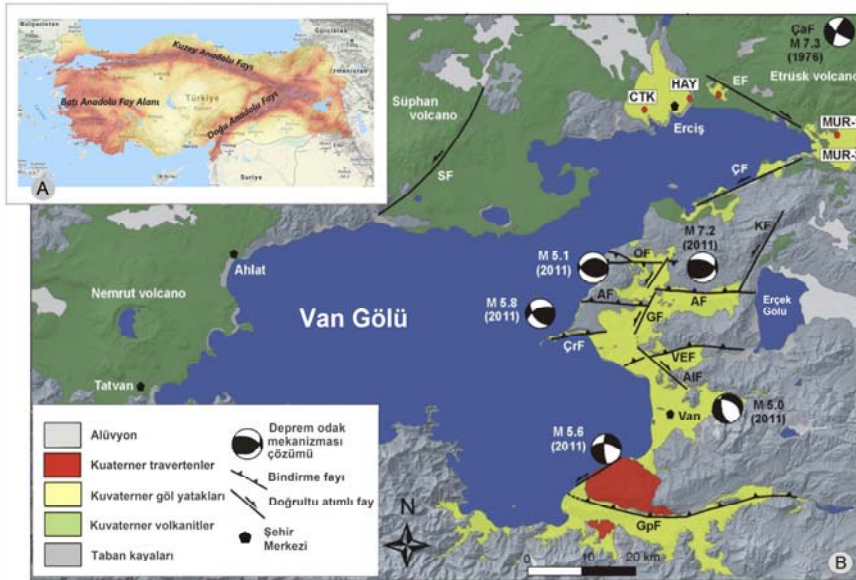 Bulgaristan
Gürcistan
Ermenistan
Kuzey Anadolu Fayı
Batı Anadolu Fay Alanı
Türkiye
Doğu Anadolu Fayı
Suriye
A
ÇaF
M 7.3
(1976)
Süphan
volcano
SF
CTK
HAY
EF
Etrüsk volcano
Erciş
MUR-
MUR-
ÇF
KF
M 7.2
(2011)
M 5.1
(2011)
OF
Ahlat
Nemrut volcano
M 5.8
(2011)
AF
AF
GF
Erçek
Gölü
Van Gölü
ÇrF
VEF
AIF
Tatvan
Van
M 5.0
(2011)
M 5.6
(2011)
Alüvyon
Kuaterner travertenler
Kuvaterner göl yatakları
Kuvaterner volkanitler
Taban kayaları
Deprem odak
mekanizması
çözümü
Bindirme fayı
Doğrultu atımlı fay
Şehir
Merkezi
N
GpF
0
10
20 km
B